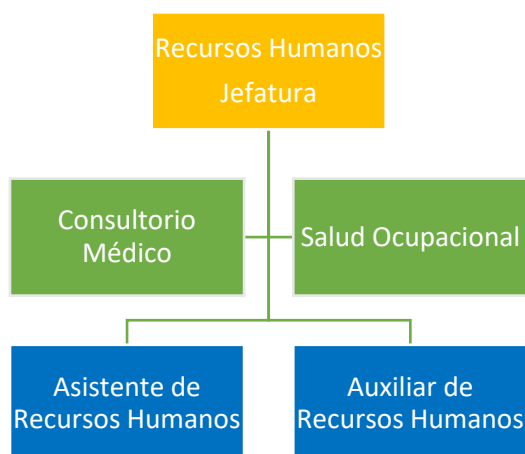 Recursos Humanos
Jefatura
Consultorio
Médico
Salud Ocupacional
Asistente de
Recursos Humanos
Auxiliar de
Recursos Humanos